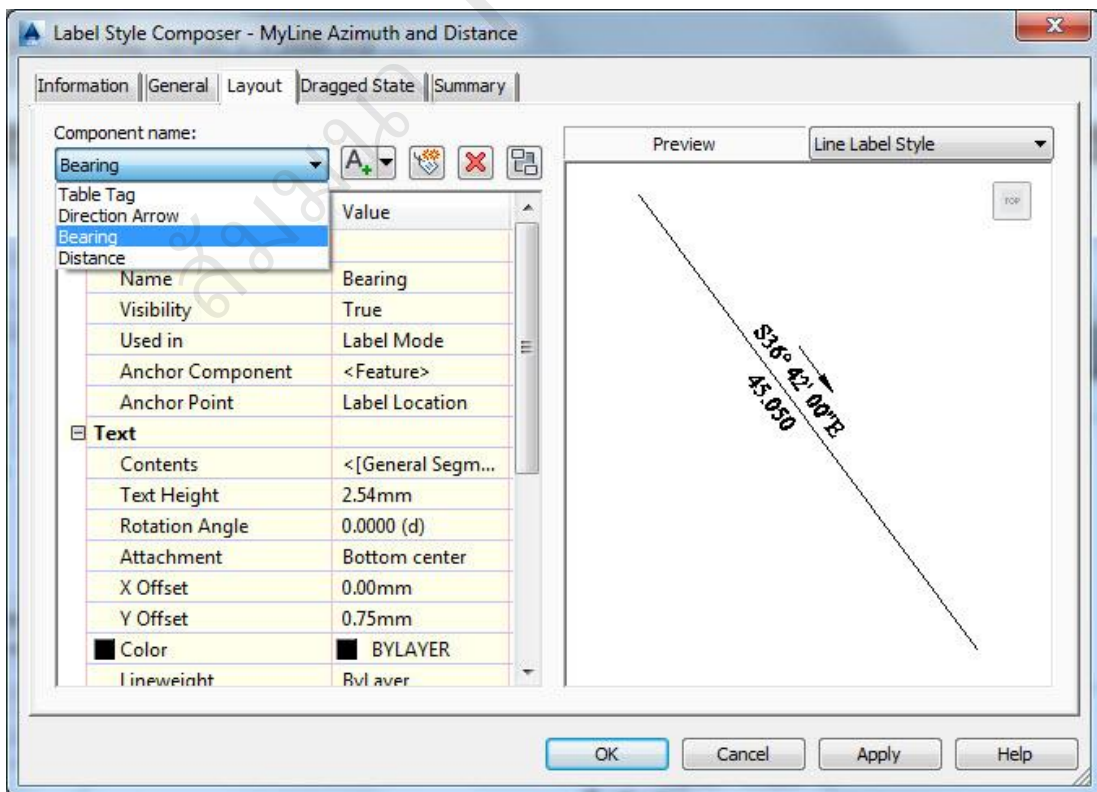 Label Style Composer - MyLine Azimuth and Distance
Information General Layout Dragged State Summary
Component name:
Bearing
Preview
Line Label Style
Table Tag
Direction Arrow
Bearing
Distance
Value
Name Bearing
Visibility True
Used in Label Mode
Anchor Component <Feature>
Anchor Point Label Location
Text
Contents <[General Segm...
Text Height 2.54mm
Rotation Angle 0.0000 (d)
Attachment Bottom center
X Offset 0.00mm
Y Offset 0.75mm
Color BYLAYER
Lineweight ByLayer
TOP
S36° 42' 00"E
45.050
OK Cancel Apply Help